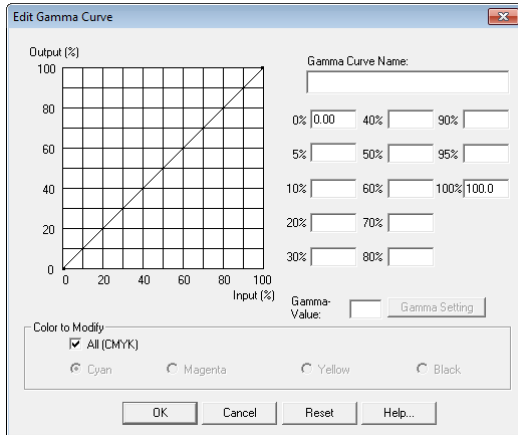 Edit Gamma Curve
Output (%)
100
80
60
40
20
0
0 20 40 60 80 100
Input (%)
Gamma Curve Name:
0% 0.00 40% 90%
5% 50% 95%
10% 60% 100% 100.0
20% 70%
30% 80%
Gamma-
Value:
Gamma Setting
Color to Modify
All (CMYK)
Cyan Magenta Yellow Black
OK Cancel Reset Help...